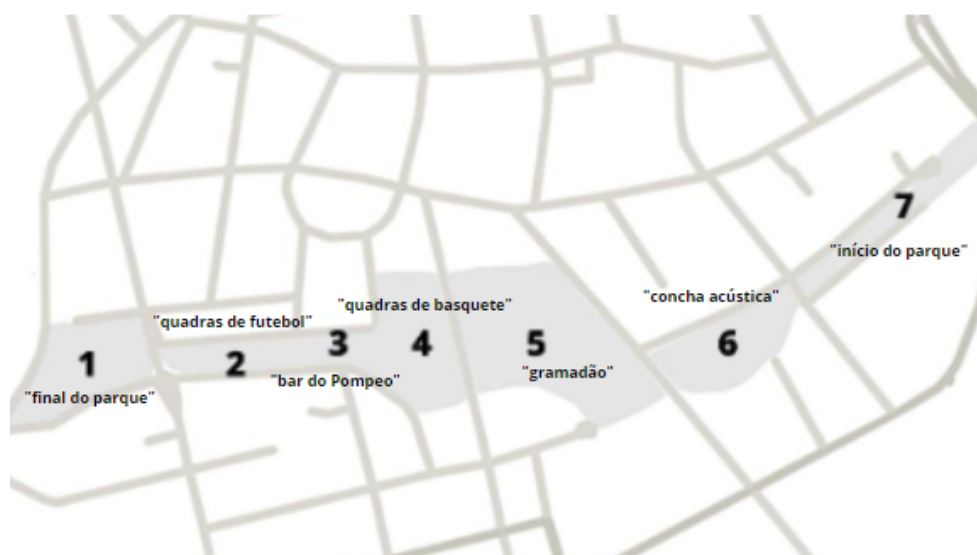 7
"início do parque"
"concha acústica"
"quadras de basquete"
"quadras de futebol"
3
4
5
6
1
2
"gramadão"
"bar do Pompeo"
"final do parque"